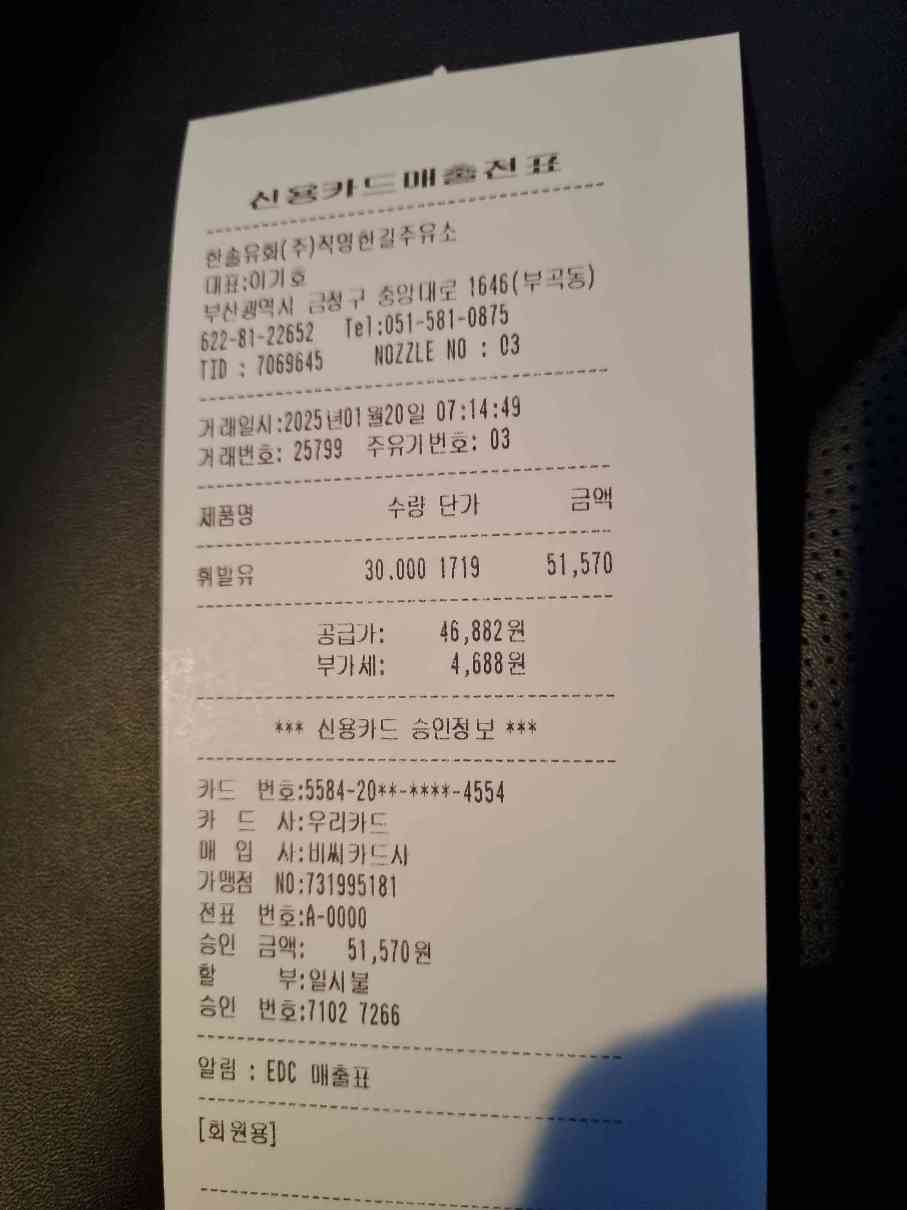 신용카드매출전표
한솔유화(주)직영한길주유소
대표:이기호
부산광역시 금정구 중앙대로 1646(부곡동)
622-81-22652 Tel:051-581-0875
TID : 7069645 NOZZLE NO : 03
거래일시:2025년01월20일 07:14:49
거래번호: 25799 주유기번호: 03
제품명 수량 단가 금액
휘발유 30.000 1719 51,570
공급가: 46,882원
부가세: 4,688원
*** 신용카드 승인정보 ***
카드 번호:5584-20**-****-4554
카 드 사:우리카드
매 입 사:비씨카드사
가맹점 NO:731995181
전표 번호:A-0000
승인 금액: 51,570원
할 부:일시불
승인 번호:7102 7266
알림 : EDC 매출표
[회원용]